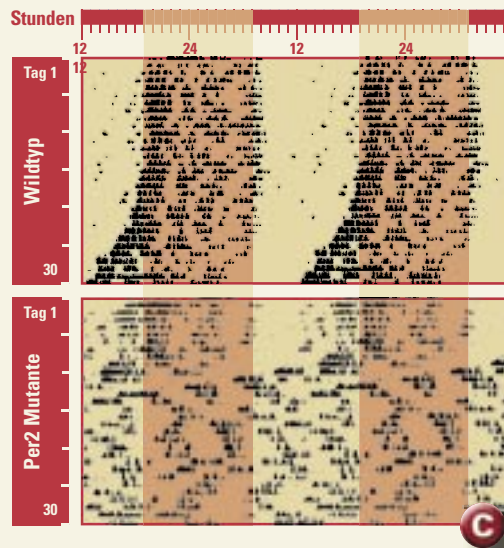 Stunden
12 24 12 24
12
Tag 1
Wildtyp
30
Tag 1
Per2 Mutante
30
C